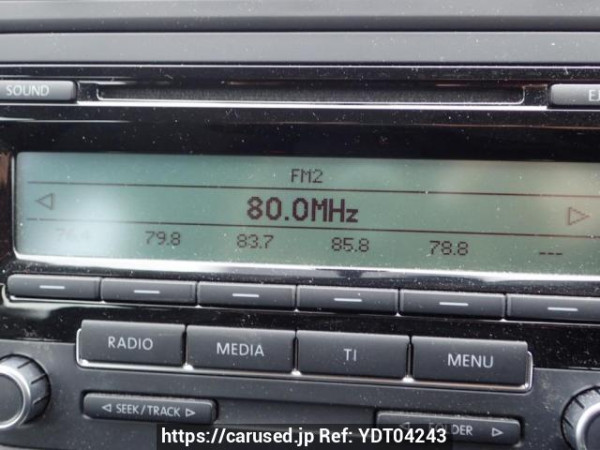 SOUND
FM2
80.0MHz
79.8 83.7 85.8 78.8 ---
RADIO MEDIA TI MENU
SEEK/TRACK FOLDER
https://carused.jp Ref: YDT04243